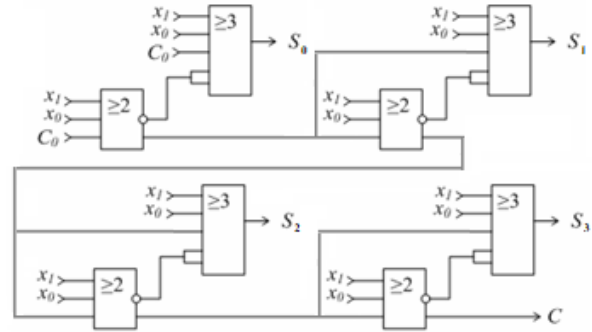 x₁ ≥3 x₁ ≥3
x₀ S₀ x₀ S₁
C₀
x₁ ≥2 x₁ ≥2
x₀ x₀
C₀
x₁ ≥3 x₁ ≥3
x₀ S₂ x₀ S₃
x₁ ≥2 x₁ ≥2
x₀ x₀
C